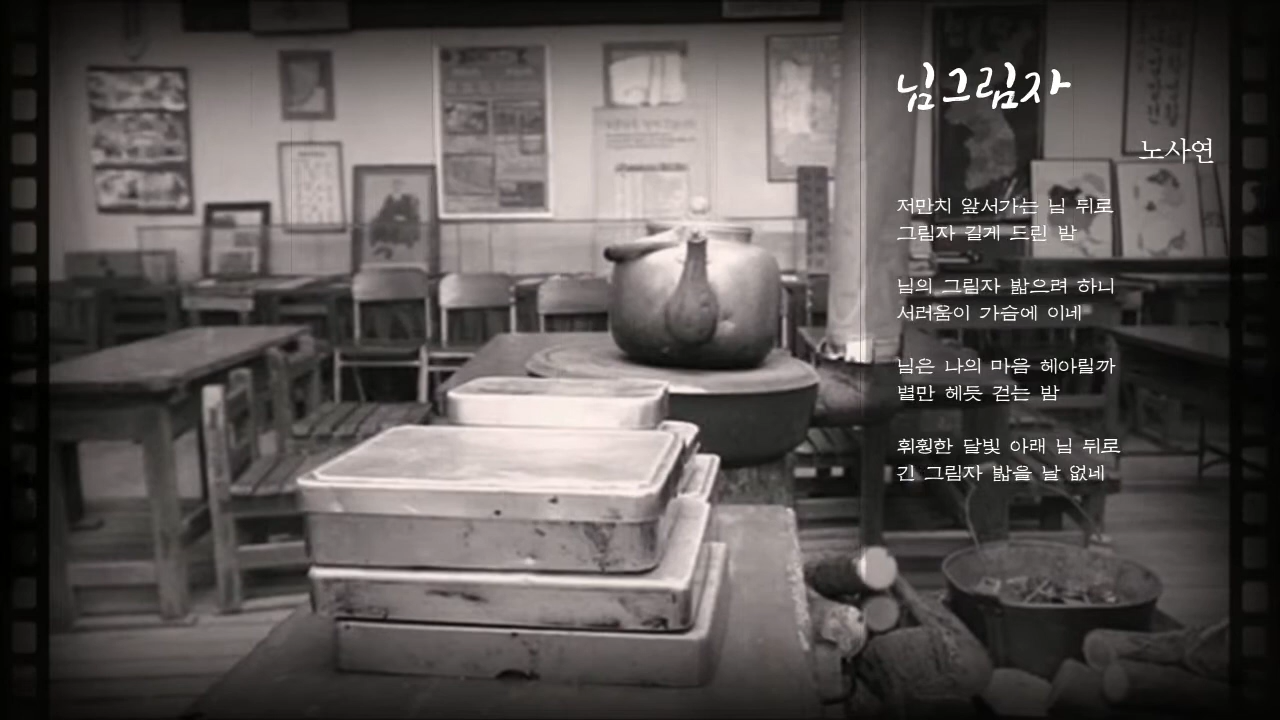 님그림자
노사연
저만치 앞서가는 님 뒤로
그림자 길게 드린 밤
님의 그림자 밟으려 하니
서러움이 가슴에 이네
님은 나의 마음 헤아릴까
별만 헤듯 걷는 밤
휘휭한 달빛 아래 님 뒤로
긴 그림자 밟을 날 없네